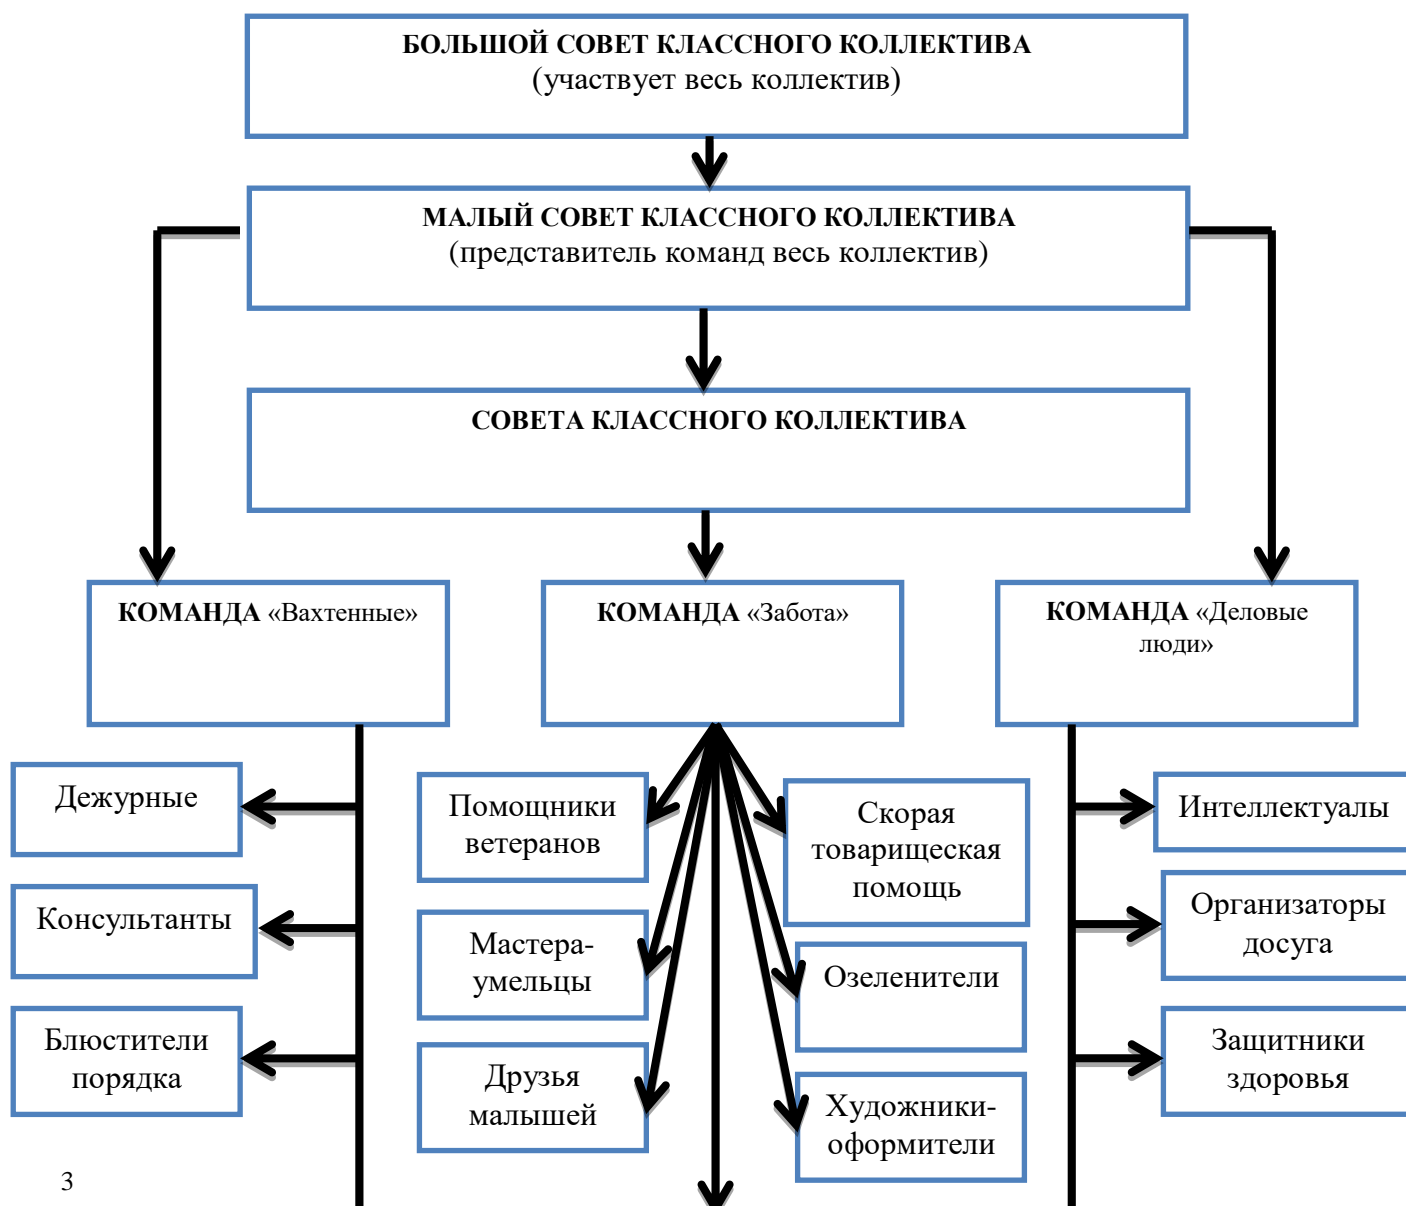 БОЛЬШОЙ СОВЕТ КЛАССНОГО КОЛЛЕКТИВА
(участвует весь коллектив)
МАЛЫЙ СОВЕТ КЛАССНОГО КОЛЛЕКТИВА
(представитель команд весь коллектив)
СОВЕТА КЛАССНОГО КОЛЛЕКТИВА
КОМАНДА «Вахтенные»
КОМАНДА «Забота»
КОМАНДА «Деловые
люди»
Дежурные
Консультанты
Блюстители
порядка
Помощники
ветеранов
Мастера-
умельцы
Друзья
малышей
Скорая
товарищеская
помощь
Озеленители
Художники-
оформители
Интеллектуалы
Организаторы
досуга
Защитники
здоровья
3